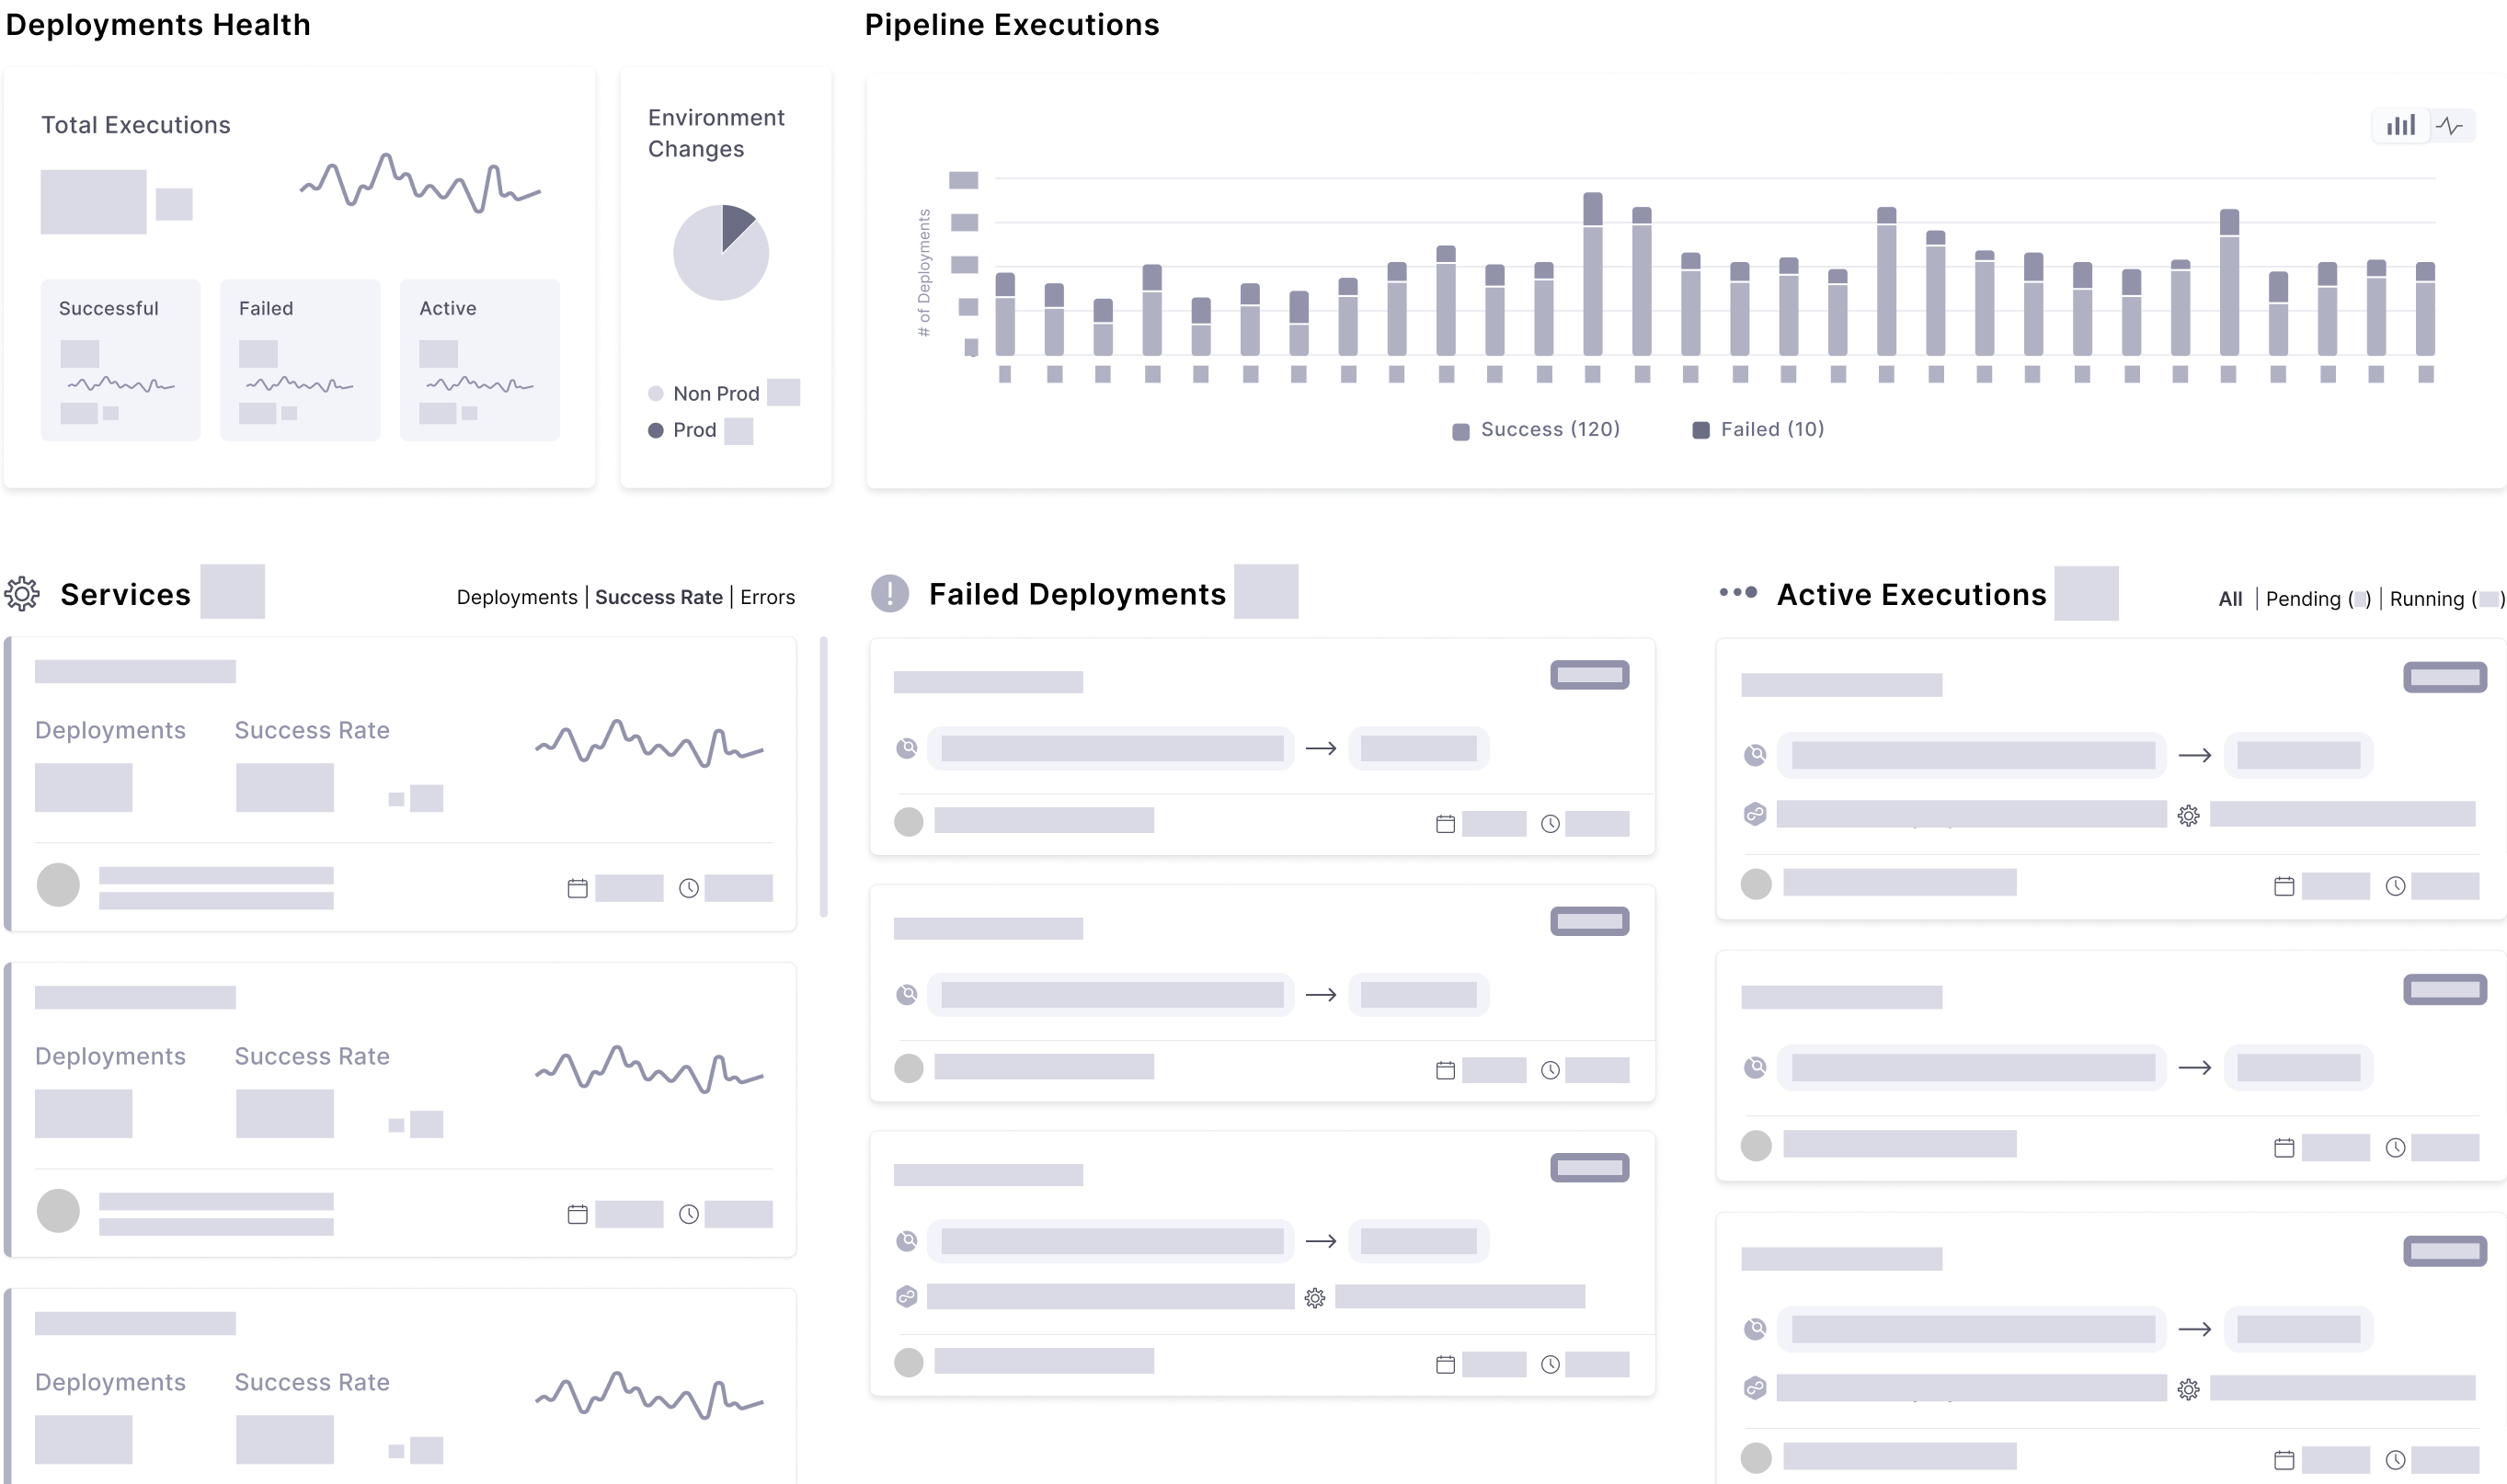 Deployments Health
Total Executions
Successful
Failed
Active
Environment
Changes
Non Prod
Prod
Pipeline Executions
# of Deployments
Success (120)
Failed (10)
Services
Deployments | Success Rate | Errors
Deployments
Success Rate
Deployments
Success Rate
Deployments
Success Rate
Failed Deployments
Active Executions
All | Pending ( ) | Running ( )